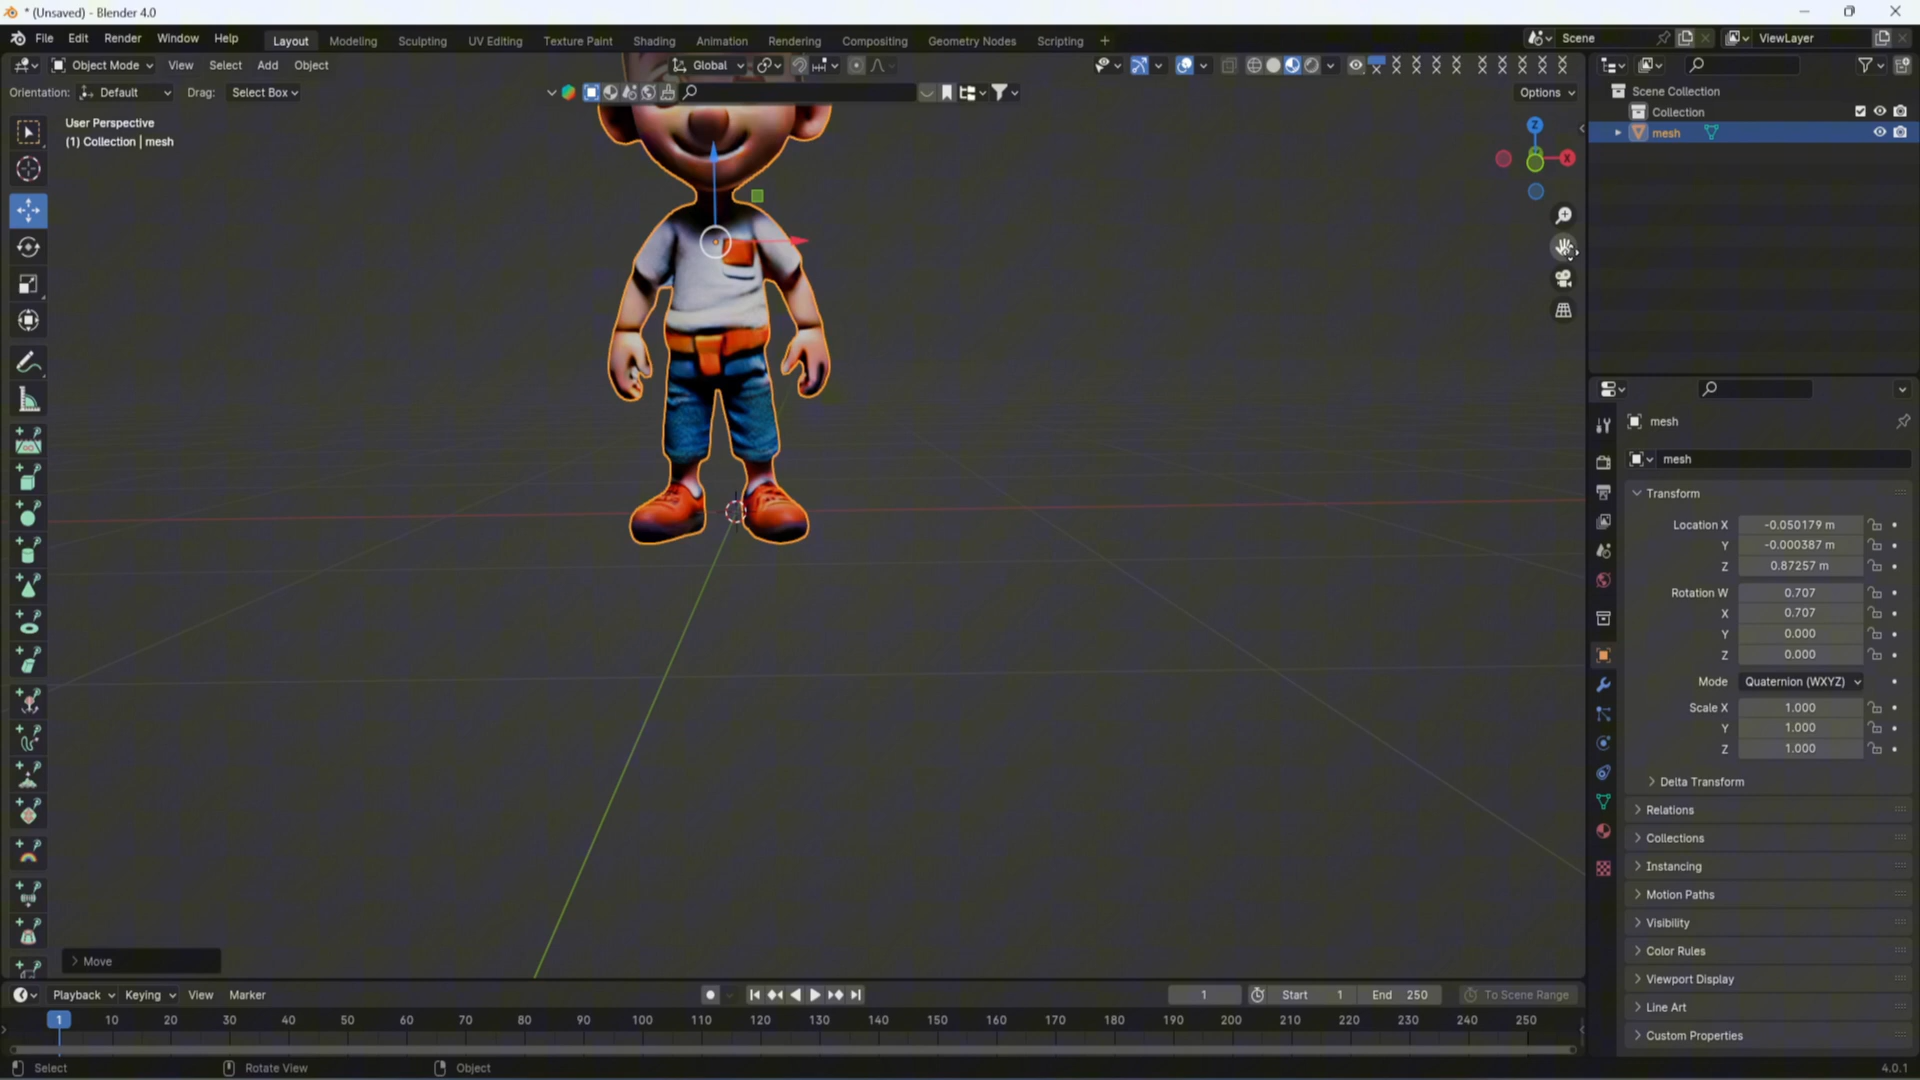 * (Unsaved) - Blender 4.0
File Edit Render Window Help
Layout Modeling Sculpting UV Editing Texture Paint Shading Animation Rendering Compositing Geometry Nodes Scripting +
Scene
ViewLayer
Object Mode View Select Add Object
Global
Orientation: Default Drag: Select Box
Options
User Perspective
(1) Collection | mesh
Z
X
Scene Collection
Collection
mesh
mesh
mesh
Transform
Location X -0.050179 m
Y -0.000387 m
Z 0.87257 m
Rotation W 0.707
X 0.707
Y 0.000
Z 0.000
Mode Quaternion (WXYZ)
Scale X 1.000
Y 1.000
Z 1.000
Delta Transform
Relations
Collections
Instancing
Motion Paths
Visibility
Color Rules
Viewport Display
Line Art
Custom Properties
Move
Playback Keying View Marker
1 Start 1 End 250 To Scene Range
1 10 20 30 40 50 60 70 80 90 100 110 120 130 140 150 160 170 180 190 200 210 220 230 240 250
Select Rotate View Object 4.0.1